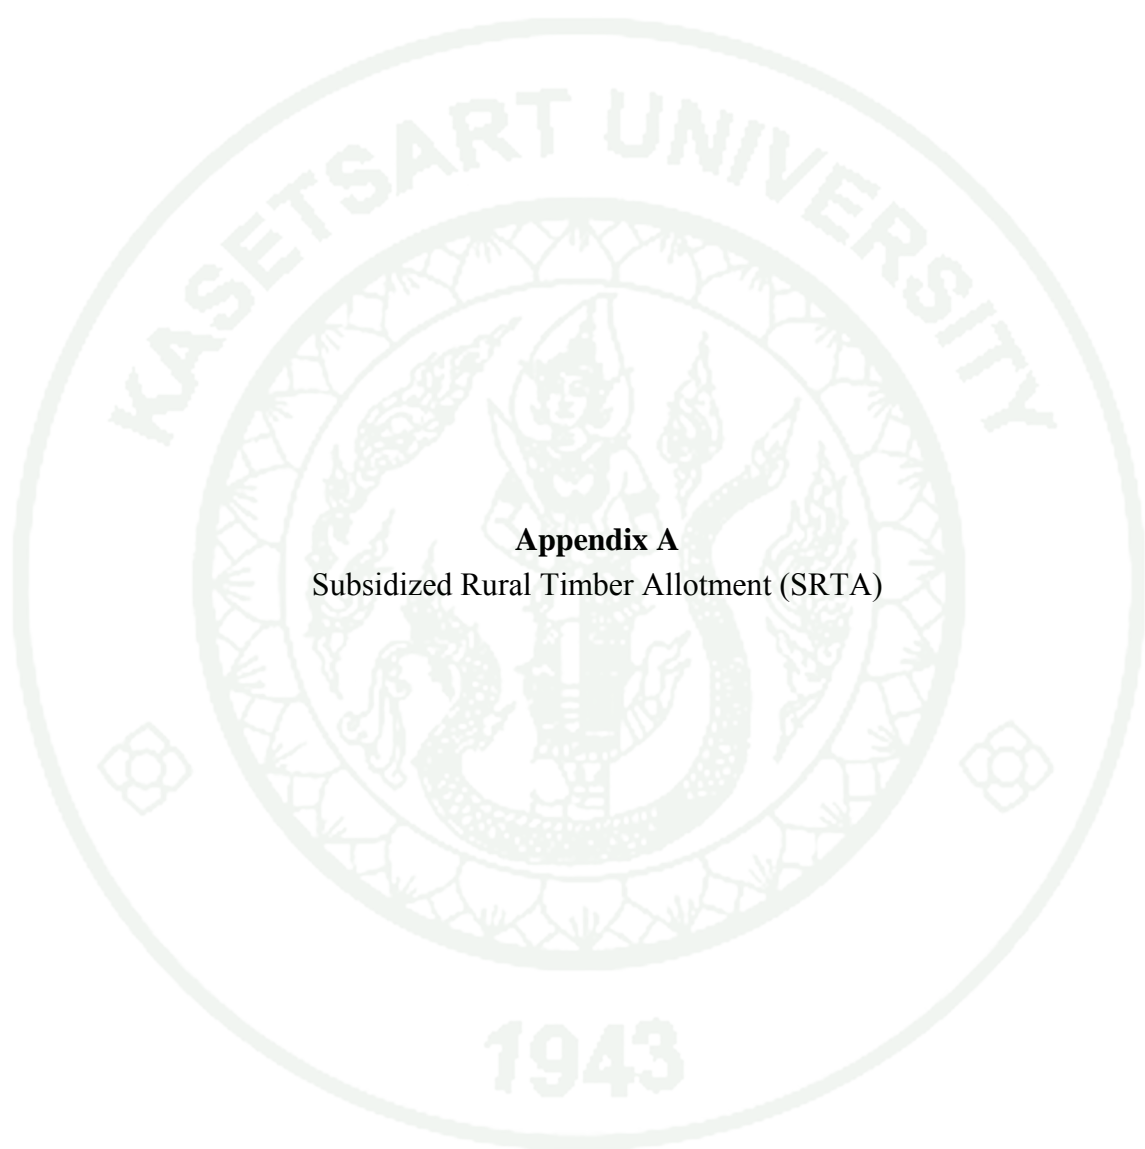 KASETSART UNIVERSITY
Appendix A
Subsidized Rural Timber Allotment (SRTA)
1943